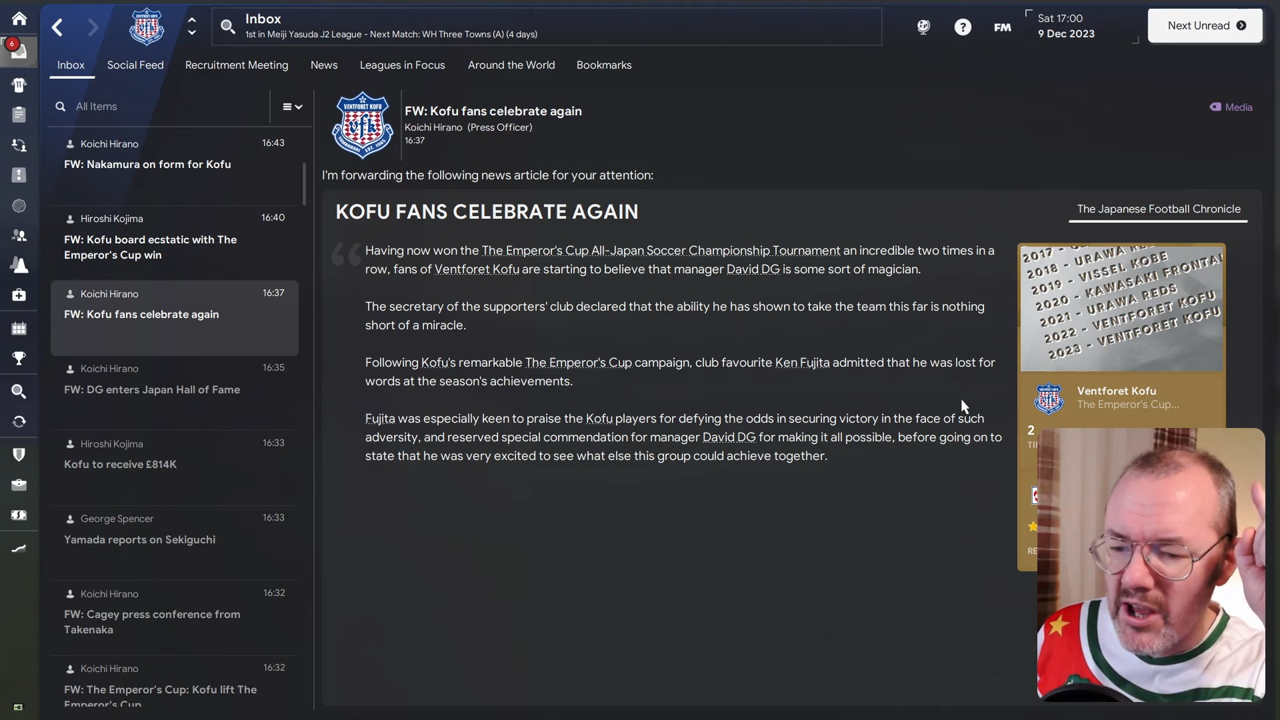 Inbox
1st in Meiji Yasuda J2 League - Next Match: WH Three Towns (A) (4 days)
FM
Sat 17:00
9 Dec 2023
Next Unread
6
Inbox
Social Feed
Recruitment Meeting
News
Leagues in Focus
Around the World
Bookmarks
All Items
Koichi Hirano
16:43
FW: Nakamura on form for Kofu
Hiroshi Kojima
16:40
FW: Kofu board ecstatic with The
Emperor's Cup win
Koichi Hirano
16:37
FW: Kofu fans celebrate again
Koichi Hirano
16:35
FW: DG enters Japan Hall of Fame
Hiroshi Kojima
16:33
Kofu to receive £814K
George Spencer
16:33
Yamada reports on Sekiguchi
Koichi Hirano
16:32
FW: Cagey press conference from
Takenaka
Koichi Hirano
16:32
FW: The Emperor's Cup: Kofu lift The
Emperor's Cup
VENTFORET KOFU
FW: Kofu fans celebrate again
Koichi Hirano (Press Officer)
16:37
Media
I'm forwarding the following news article for your attention:
KOFU FANS CELEBRATE AGAIN
The Japanese Football Chronicle
Having now won the The Emperor's Cup All-Japan Soccer Championship Tournament an incredible two times in a
row, fans of Ventforet Kofu are starting to believe that manager David DG is some sort of magician.
The secretary of the supporters' club declared that the ability he has shown to take the team this far is nothing
short of a miracle.
Following Kofu's remarkable The Emperor's Cup campaign, club favourite Ken Fujita admitted that he was lost for
words at the season's achievements.
Fujita was especially keen to praise the Kofu players for defying the odds in securing victory in the face of such
adversity, and reserved special commendation for manager David DG for making it all possible, before going on to
state that he was very excited to see what else this group could achieve together.
2018 - URAWA REDS
2019 - VISSEL KOBE
2020 - KAWASAKI FRONTA
2021 - URAWA REDS
2022 - VENTFORET KOFU
2023 - VENTFORET KOFU
Ventforet Kofu
The Emperor's Cup...
2